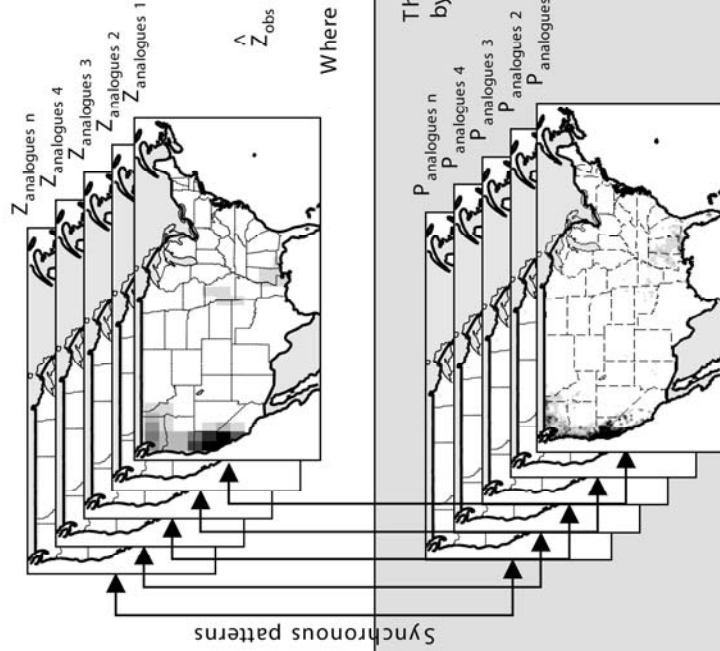 Z analogues n
Z analogues 4
Z analogues 3
Z analogues 2
Z analogues 1
^
Z obs
Where
Synchronous patterns
Th
by
P analogues n
P analogues 4
P analogues 3
P analogues 2
P analogues